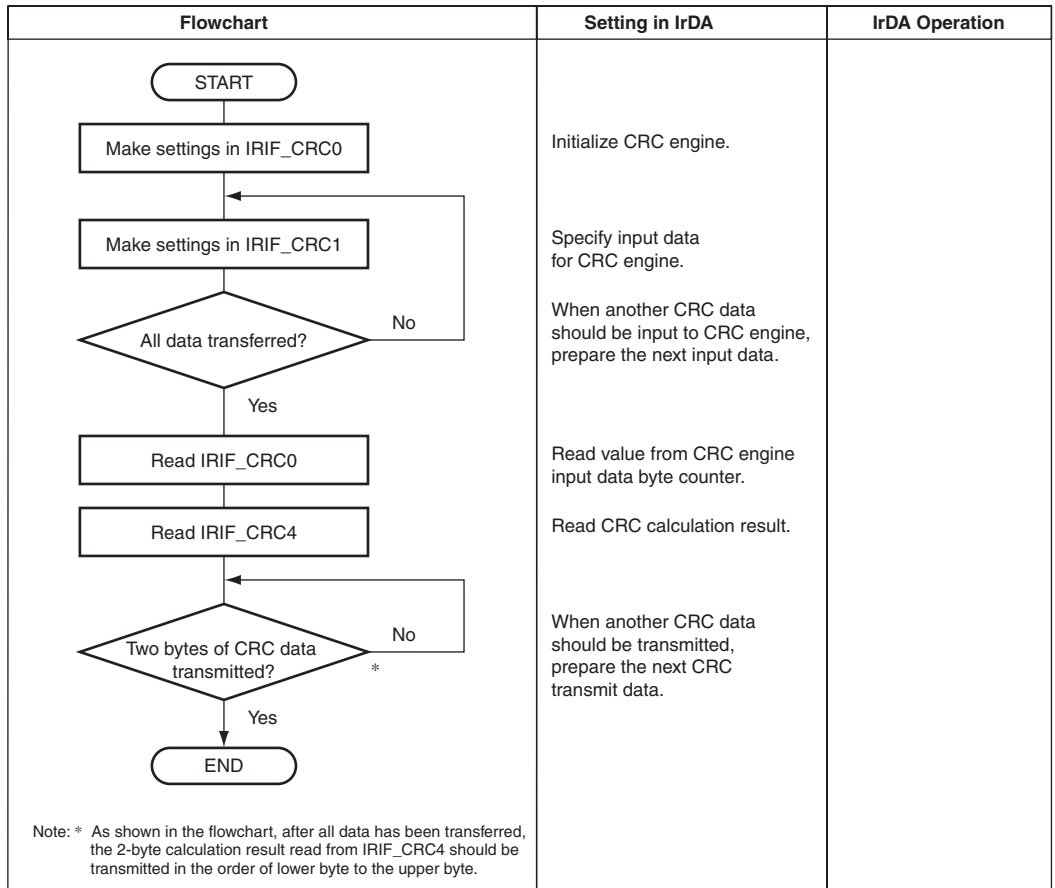 Flowchart
Setting in IrDA
IrDA Operation
START
Make settings in IRIF_CRC0
Initialize CRC engine.
Make settings in IRIF_CRC1
Specify input data
for CRC engine.
All data transferred?
No
When another CRC data
should be input to CRC engine,
prepare the next input data.
Yes
Read IRIF_CRC0
Read value from CRC engine
input data byte counter.
Read IRIF_CRC4
Read CRC calculation result.
Two bytes of CRC data
transmitted?
No
*
When another CRC data
should be transmitted,
prepare the next CRC
transmit data.
Yes
END
Note: * As shown in the flowchart, after all data has been transferred,
the 2-byte calculation result read from IRIF_CRC4 should be
transmitted in the order of lower byte to the upper byte.